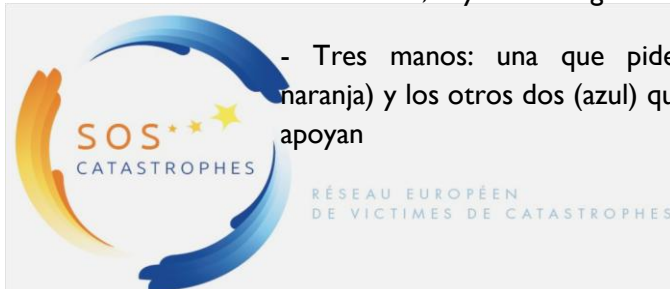 - Tres manos: una que pide
naranja) y los otros dos (azul) qu
apoyan
SOS
CATASTROPHES
RÉSEAU EUROPÉEN
DE VICTIMES DE CATASTROPHES